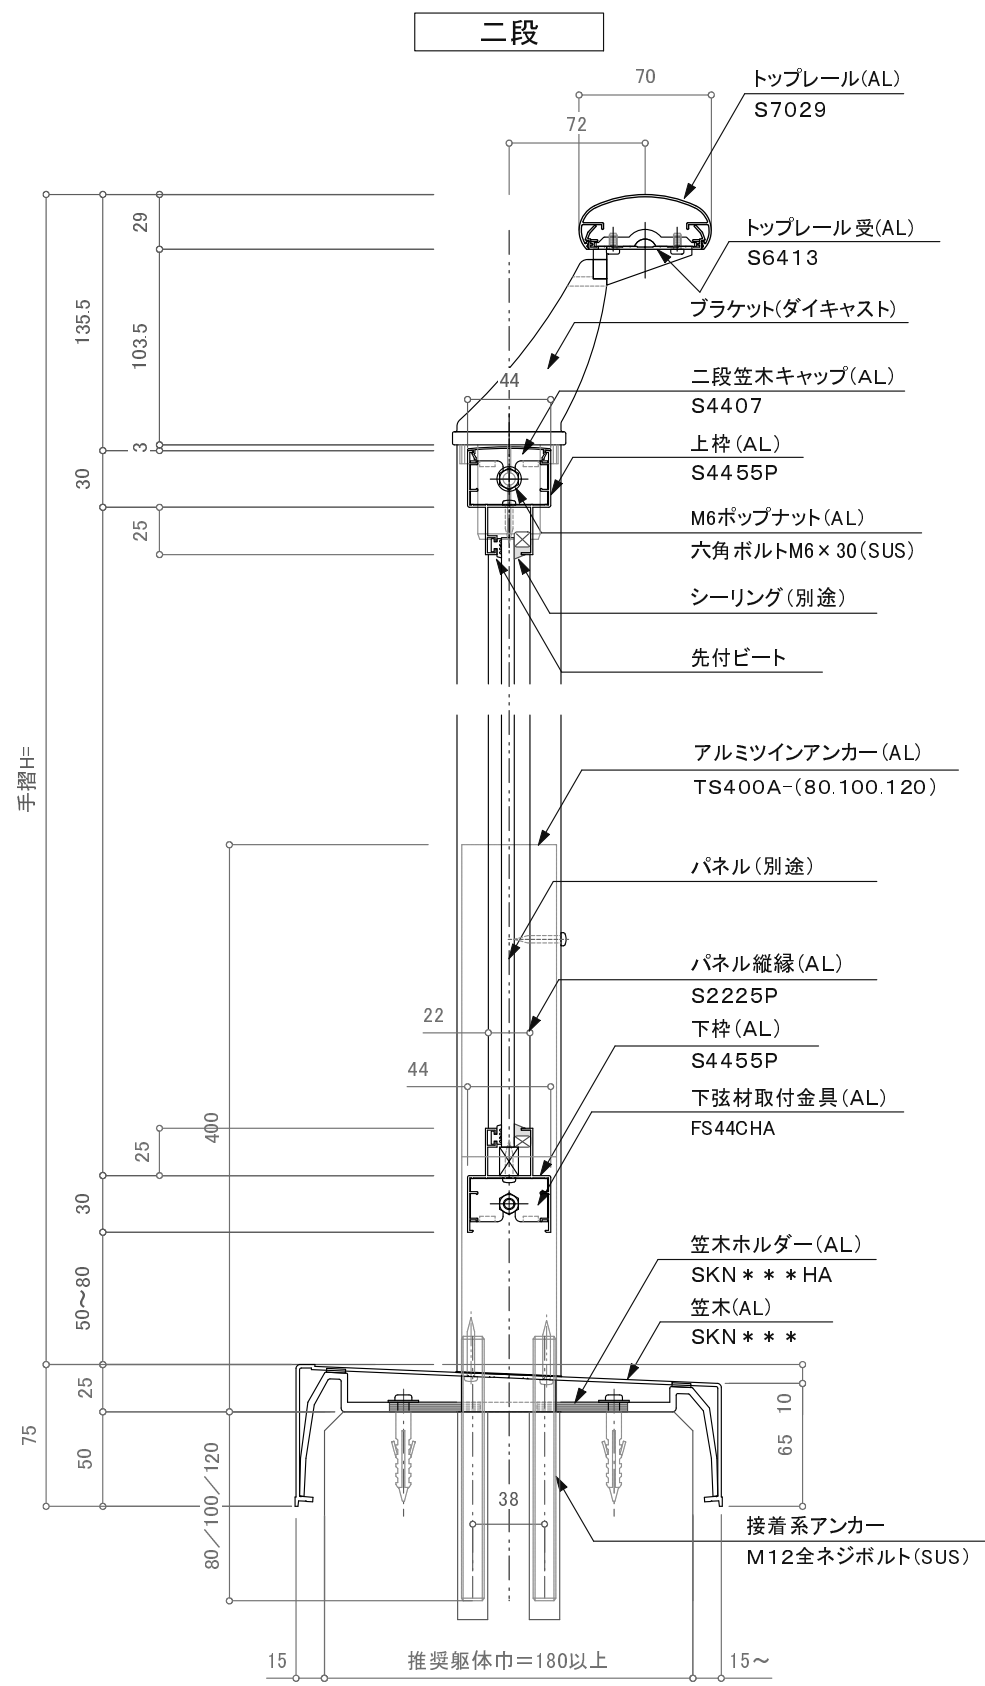 二段
70
トップレール(AL)
S7029
72
29
トップレール受(AL)
S6413
135.5
103.5
ブラケット(ダイキャスト)
44
二段笠木キャップ(AL)
S4407
3
上枠(AL)
S4455P
30
25
M6ポップナット(AL)
六角ボルトM6×30(SUS)
シーリング(別途)
先付ビート
手摺H=
アルミツインアンカー(AL)
TS400A-(80.100.120)
パネル(別途)
パネル縦縁(AL)
S2225P
22
下枠(AL)
S4455P
44
下弦材取付金具(AL)
FS44CHA
400
25
30
笠木ホルダー(AL)
SKN***HA
50〜80
笠木(AL)
SKN***
25
10
75
50
65
80/100/120
38
接着系アンカー
M12全ネジボルト(SUS)
15
推奨躯体巾=180以上
15〜